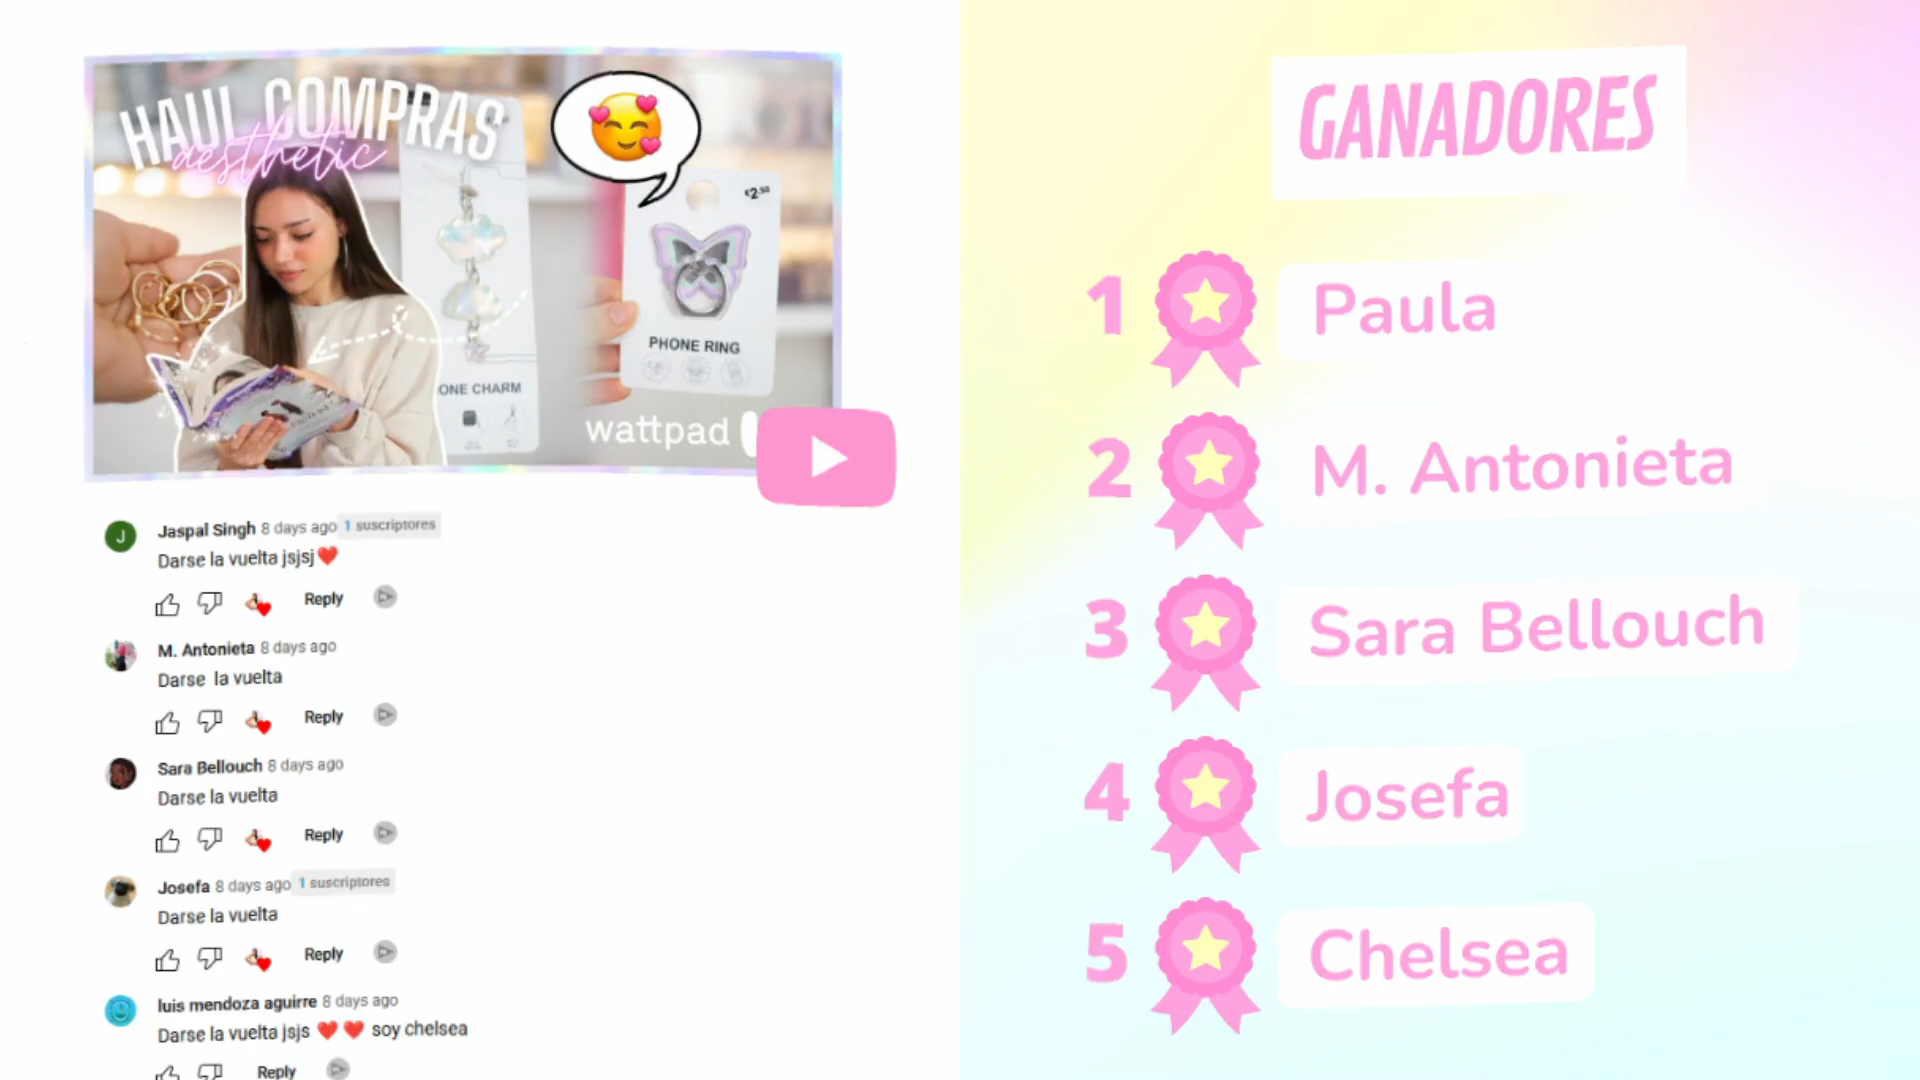 HAUL COMPRAS
aesthetic
€2.50
PHONE RING
ONE CHARM
wattpad
Jaspal Singh 8 days ago 1 suscriptores
Darse la vuelta jsjsj❤️
Reply
M. Antonieta 8 days ago
Darse la vuelta
Reply
Sara Bellouch 8 days ago
Darse la vuelta
Reply
Josefa 8 days ago 1 suscriptores
Darse la vuelta
Reply
luis mendoza aguirre 8 days ago
Darse la vuelta jsjs ❤️ ❤️ soy chelsea
Reply
GANADORES
1 Paula
2 M. Antonieta
3 Sara Bellouch
4 Josefa
5 Chelsea